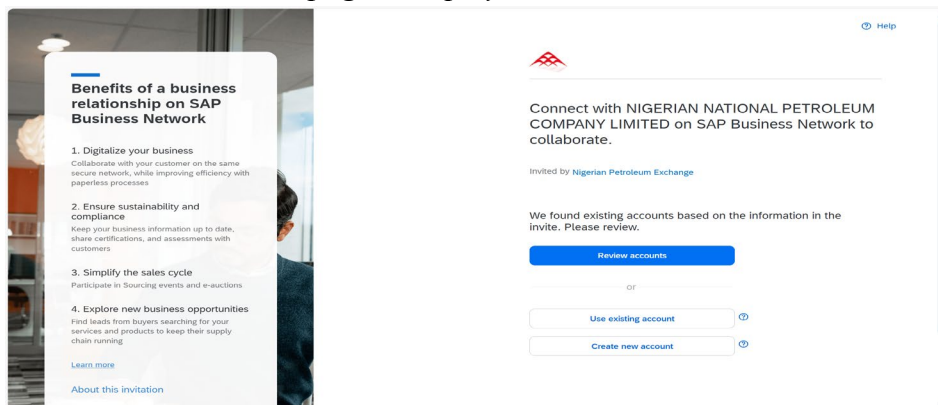 Help
Benefits of a business
relationship on SAP
Business Network
1. Digitalize your business
Collaborate with your customer on the same
secure network, while improving efficiency with
paperless processes
2. Ensure sustainability and
compliance
Keep your business information up to date,
share certifications, and assessments with
customers
3. Simplify the sales cycle
Participate in Sourcing events and e-auctions
4. Explore new business opportunities
Find leads from buyers searching for your
services and products to keep their supply
chain running
Learn more
About this invitation
Connect with NIGERIAN NATIONAL PETROLEUM
COMPANY LIMITED on SAP Business Network to
collaborate.
Invited by Nigerian Petroleum Exchange
We found existing accounts based on the information in the
invite. Please review.
Review accounts
or
Use existing account
Create new account